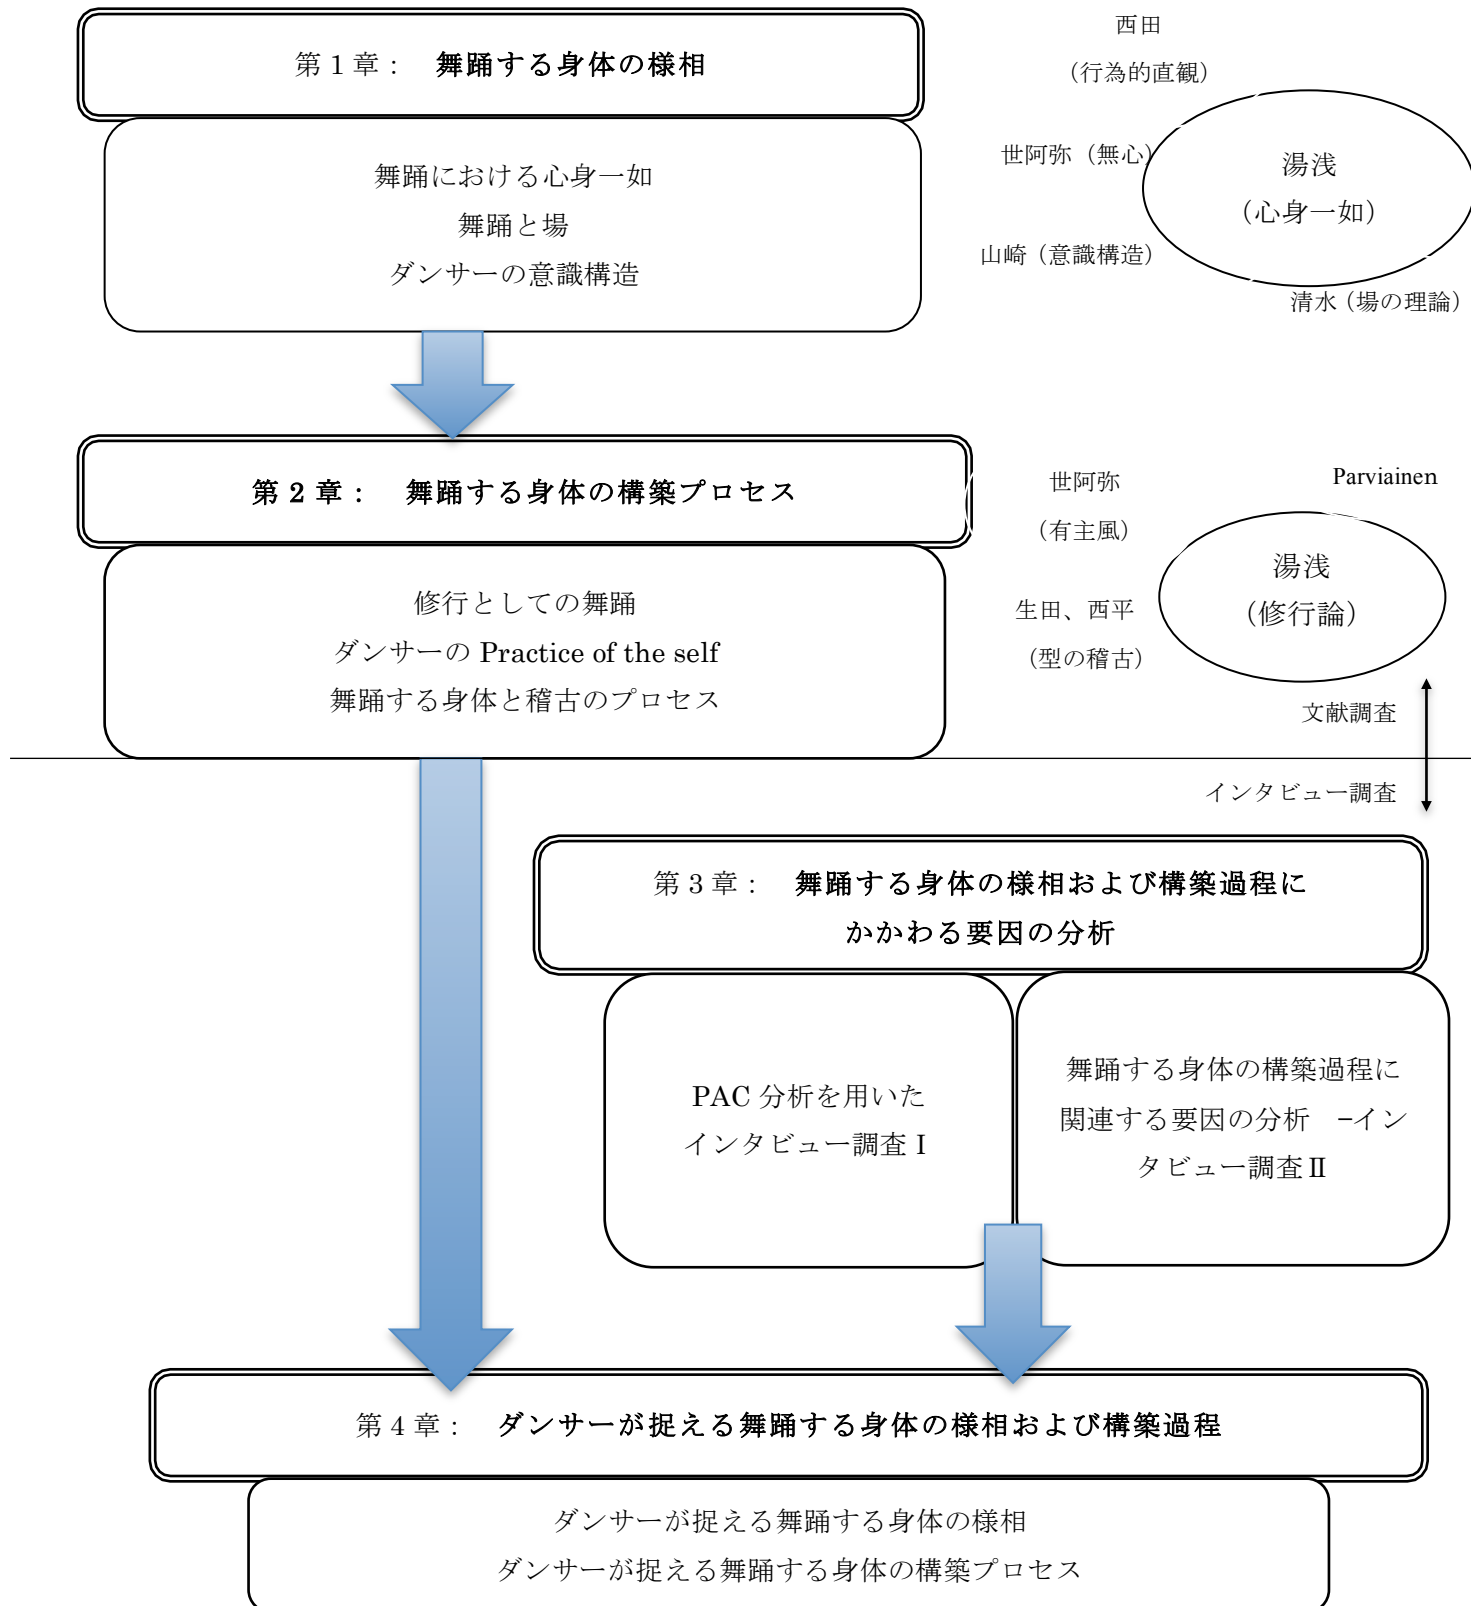 第1章： 舞踊する身体の様相
舞踊における心身一如
舞踊と場
ダンサーの意識構造
西田
（行為的直観）
世阿弥（無心）
湯浅
（心身一如）
山崎（意識構造）
清水（場の理論）
第2章： 舞踊する身体の構築プロセス
修行としての舞踊
ダンサーの Practice of the self
舞踊する身体と稽古のプロセス
世阿弥
（有主風）
Parviainen
湯浅
（修行論）
生田、西平
（型の稽古）
文献調査
インタビュー調査
第3章： 舞踊する身体の様相および構築過程に
かかわる要因の分析
PAC 分析を用いた
インタビュー調査 I
舞踊する身体の構築過程に
関連する要因の分析 −イン
タビュー調査Ⅱ
第4章： ダンサーが捉える舞踊する身体の様相および構築過程
ダンサーが捉える舞踊する身体の様相
ダンサーが捉える舞踊する身体の構築プロセス